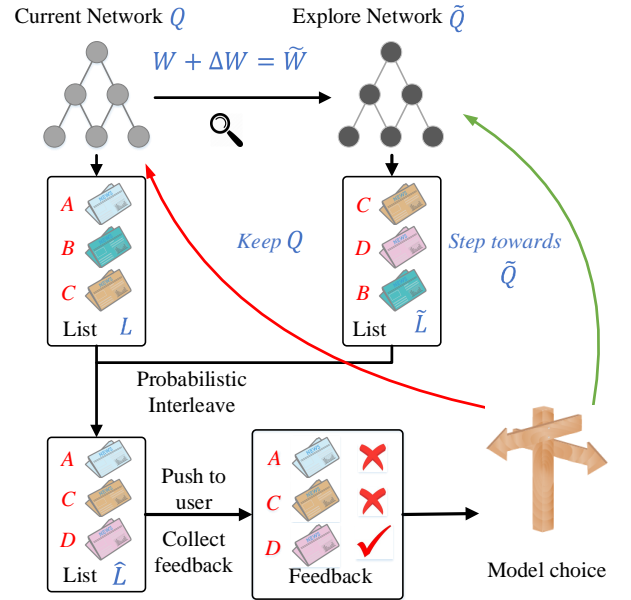 Current Network Q
Explore Network Q̃
W + ΔW = W̃
A
B
C
List L
C
D
B
List L̃
Keep Q
Step towards
Q̃
Probabilistic
Interleave
A
C
D
List L̂
Push to
user
Collect
feedback
A
C
D
Feedback
Model choice